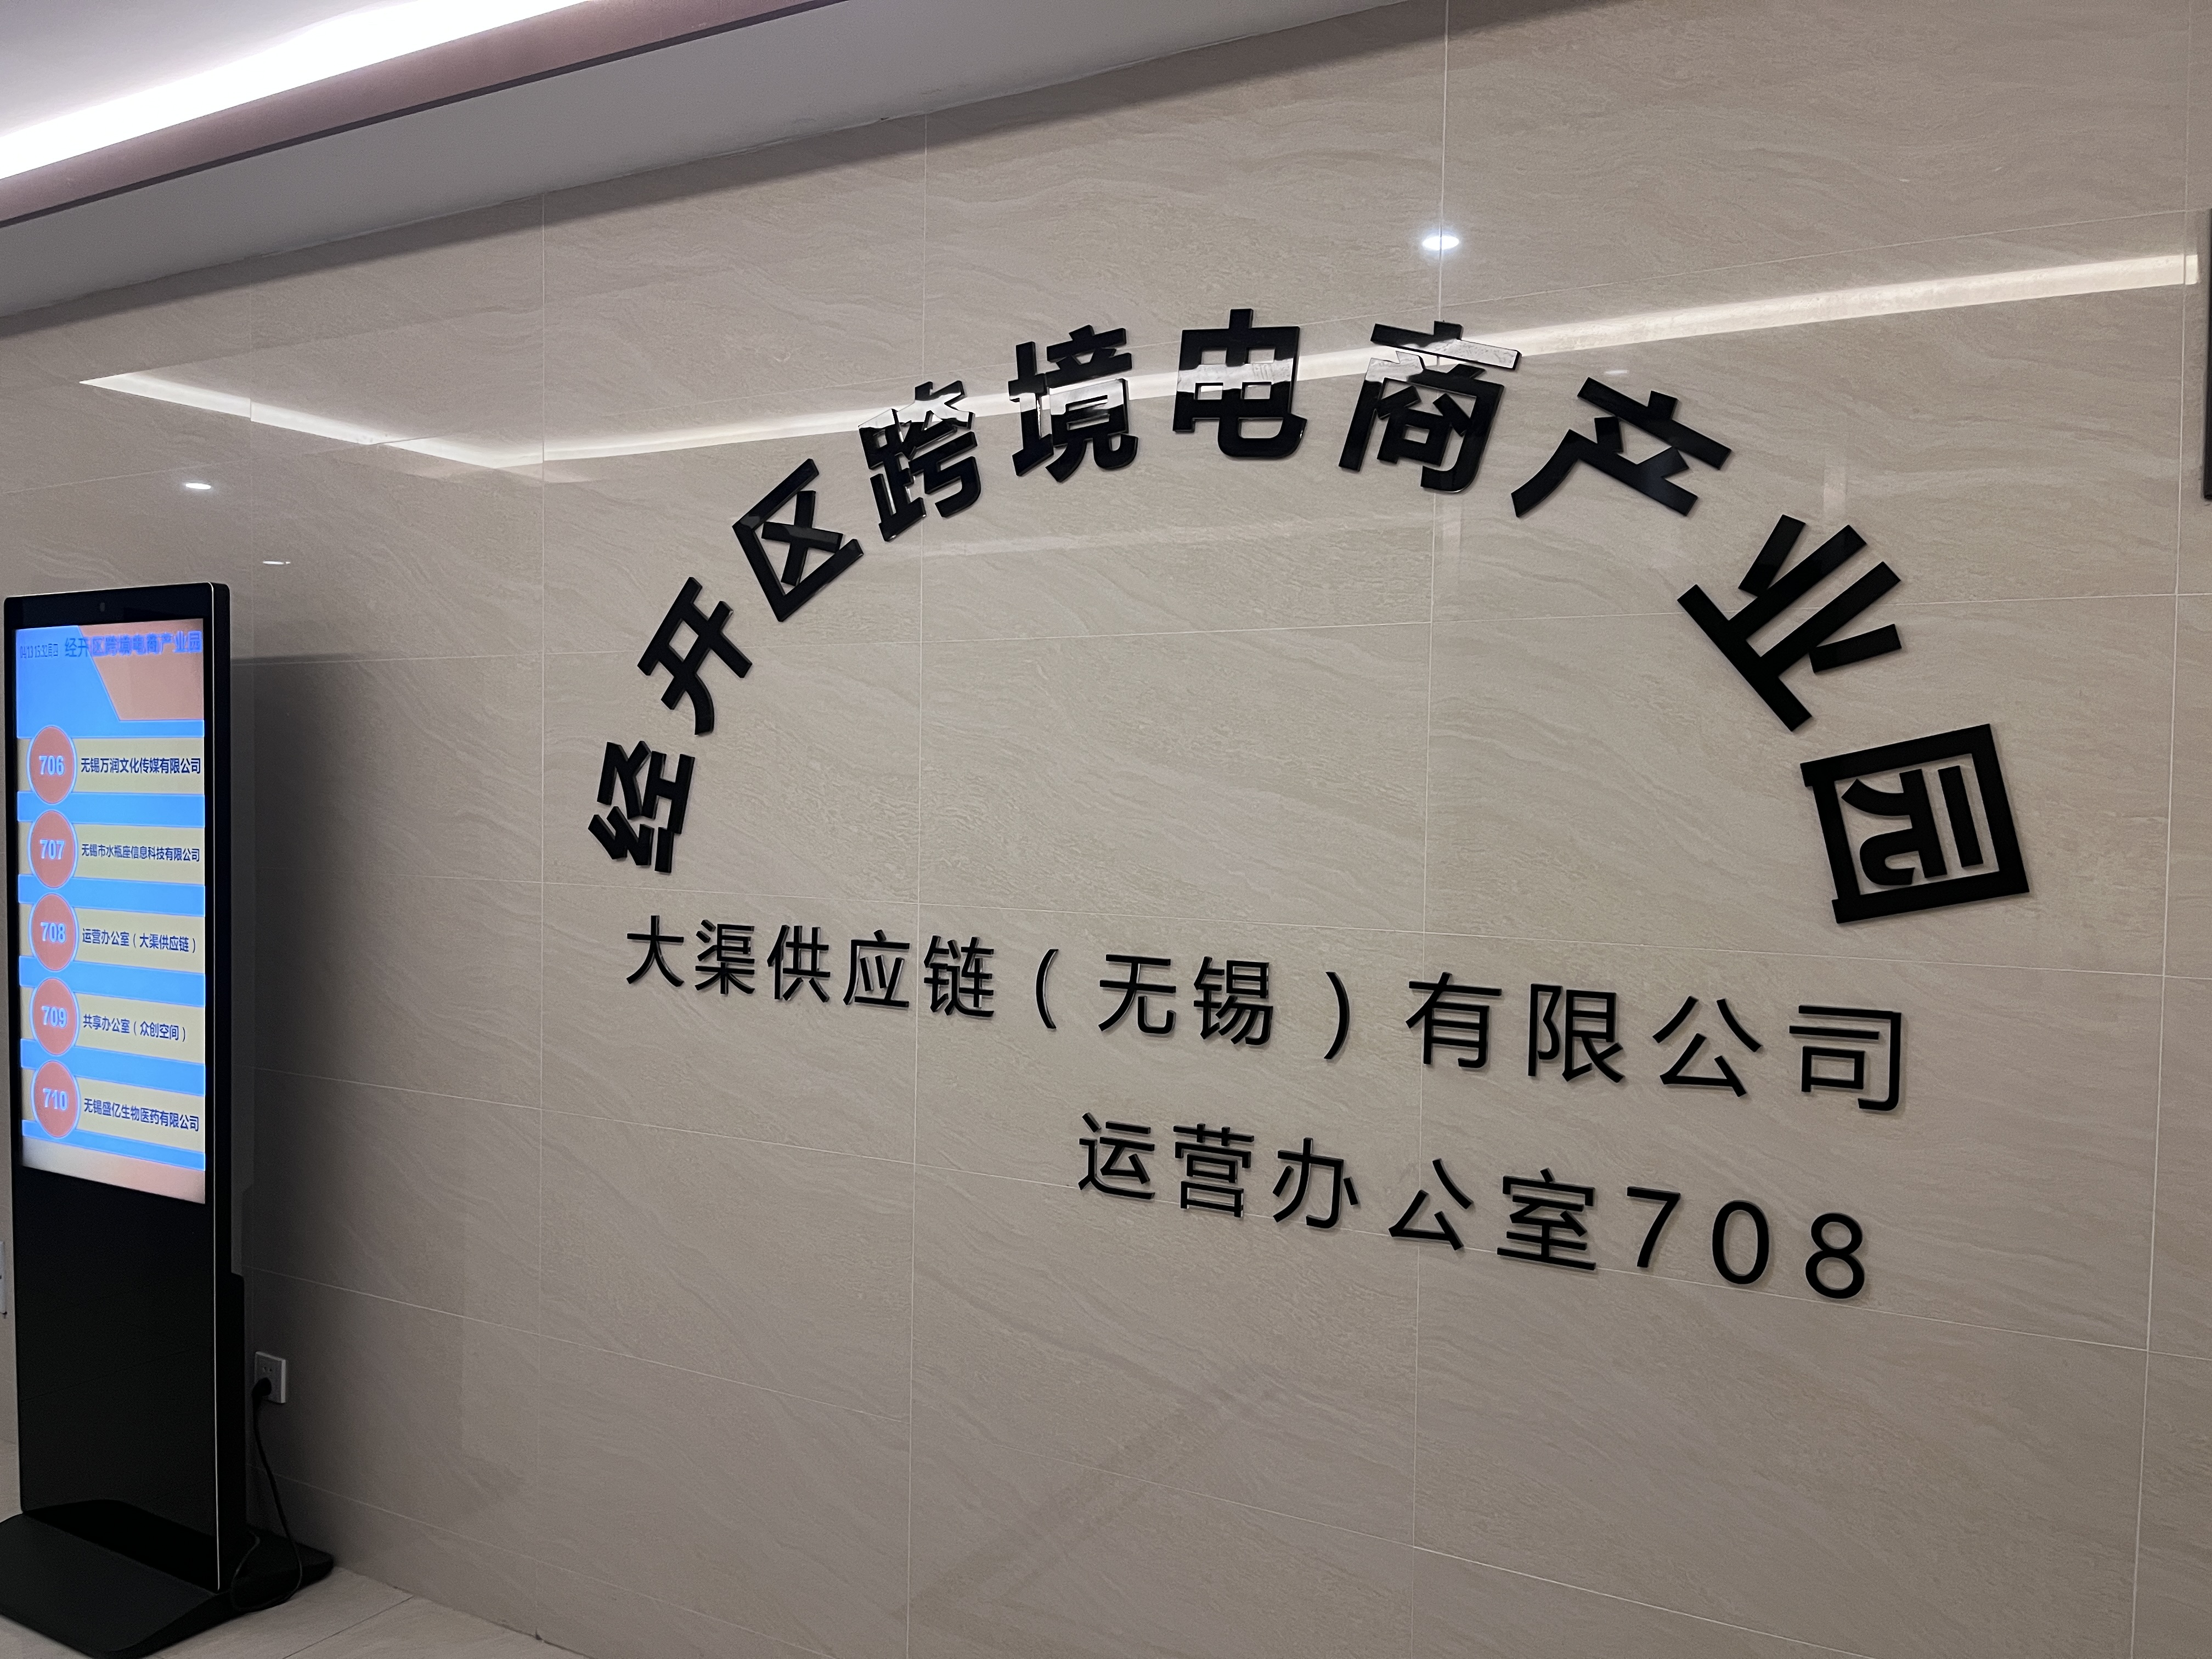 经开区跨境电商产业园
大渠供应链（无锡）有限公司
运营办公室708
经开区跨境电商产业园
706 无锡万润文化传媒有限公司
707 无锡市水瓶座信息科技有限公司
708 运营办公室（大渠供应链）
709 共享办公室（众创空间）
710 无锡盛亿生物医药有限公司